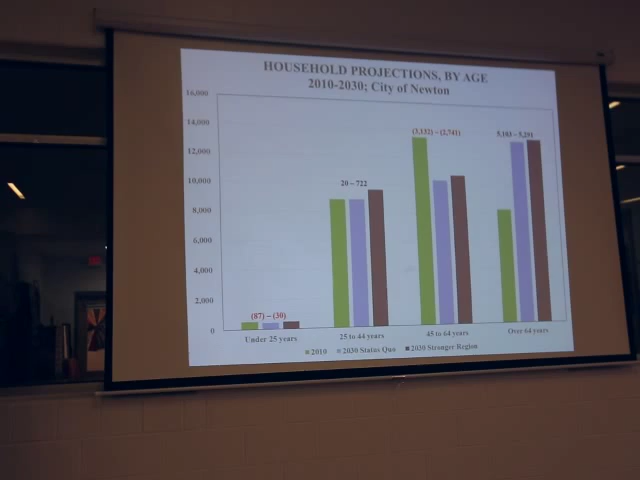 HOUSEHOLD PROJECTIONS, BY AGE
2010-2030; City of Newton
16,000
14,000
12,000
10,000
8,000
6,000
4,000
2,000
0
(87) – (30)
20 – 722
(3,132) – (2,741)
5,193 – 5,291
Under 25 years
25 to 44 years
45 to 64 years
Over 64 years
2010
2030 Status Quo
2030 Stronger Region